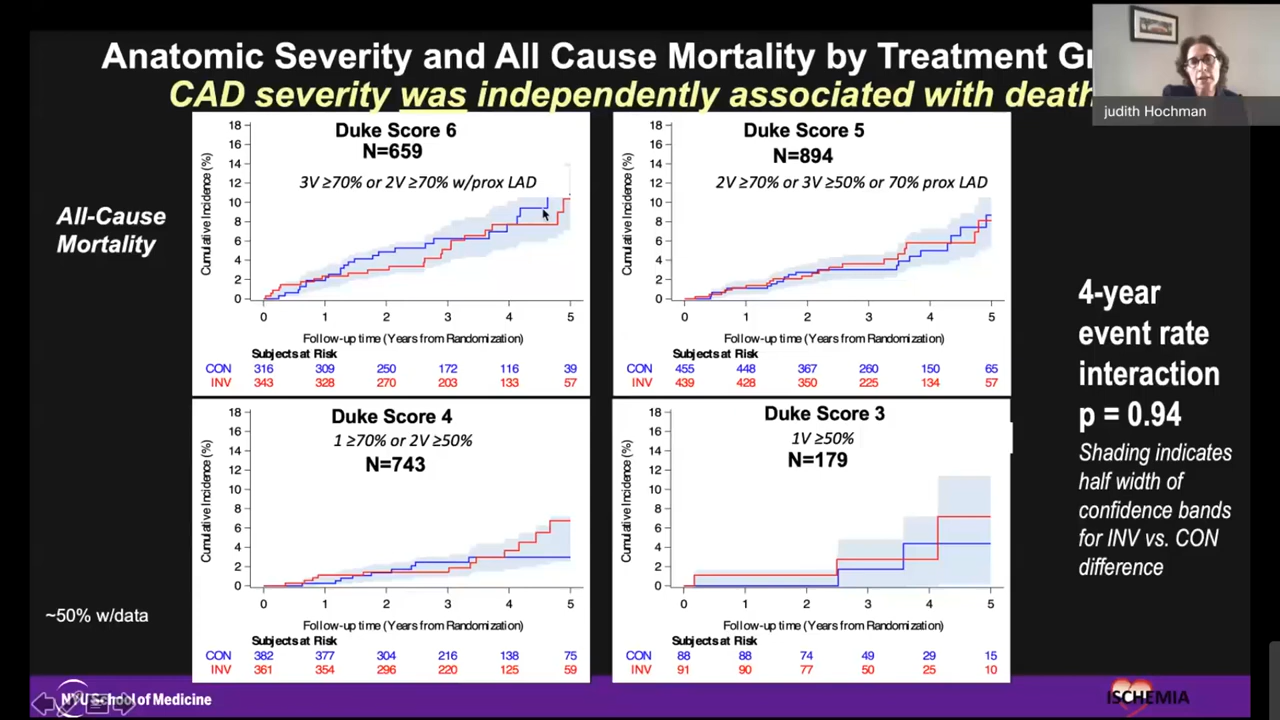 Anatomic Severity and All Cause Mortality by Treatment Gr
CAD severity was independently associated with death
judith Hochman
All-Cause
Mortality
Duke Score 6
N=659
3V ≥70% or 2V ≥70% w/prox LAD
Cumulative Incidence (%)
18
16
14
12
10
8
6
4
2
0
0 1 2 3 4 5
Follow-up time (Years from Randomization)
Subjects at Risk
CON 316 309 250 172 116 39
INV 343 328 270 203 133 57
Duke Score 5
N=894
2V ≥70% or 3V ≥50% or 70% prox LAD
Cumulative Incidence (%)
18
16
14
12
10
8
6
4
2
0
0 1 2 3 4 5
Follow-up time (Years from Randomization)
Subjects at Risk
CON 455 448 367 260 150 65
INV 439 428 350 225 134 57
Duke Score 4
1 ≥70% or 2V ≥50%
N=743
Cumulative Incidence (%)
18
16
14
12
10
8
6
4
2
0
0 1 2 3 4 5
Follow-up time (Years from Randomization)
Subjects at Risk
CON 382 377 304 216 138 75
INV 361 354 296 220 125 59
Duke Score 3
1V ≥50%
N=179
Cumulative Incidence (%)
18
16
14
12
10
8
6
4
2
0
0 1 2 3 4 5
Follow-up time (Years from Randomization)
Subjects at Risk
CON 88 88 74 49 29 15
INV 91 90 77 50 25 10
4-year
event rate
interaction
p = 0.94
Shading indicates
half width of
confidence bands
for INV vs. CON
difference
~50% w/data
NYU School of Medicine
ISCHEMIA